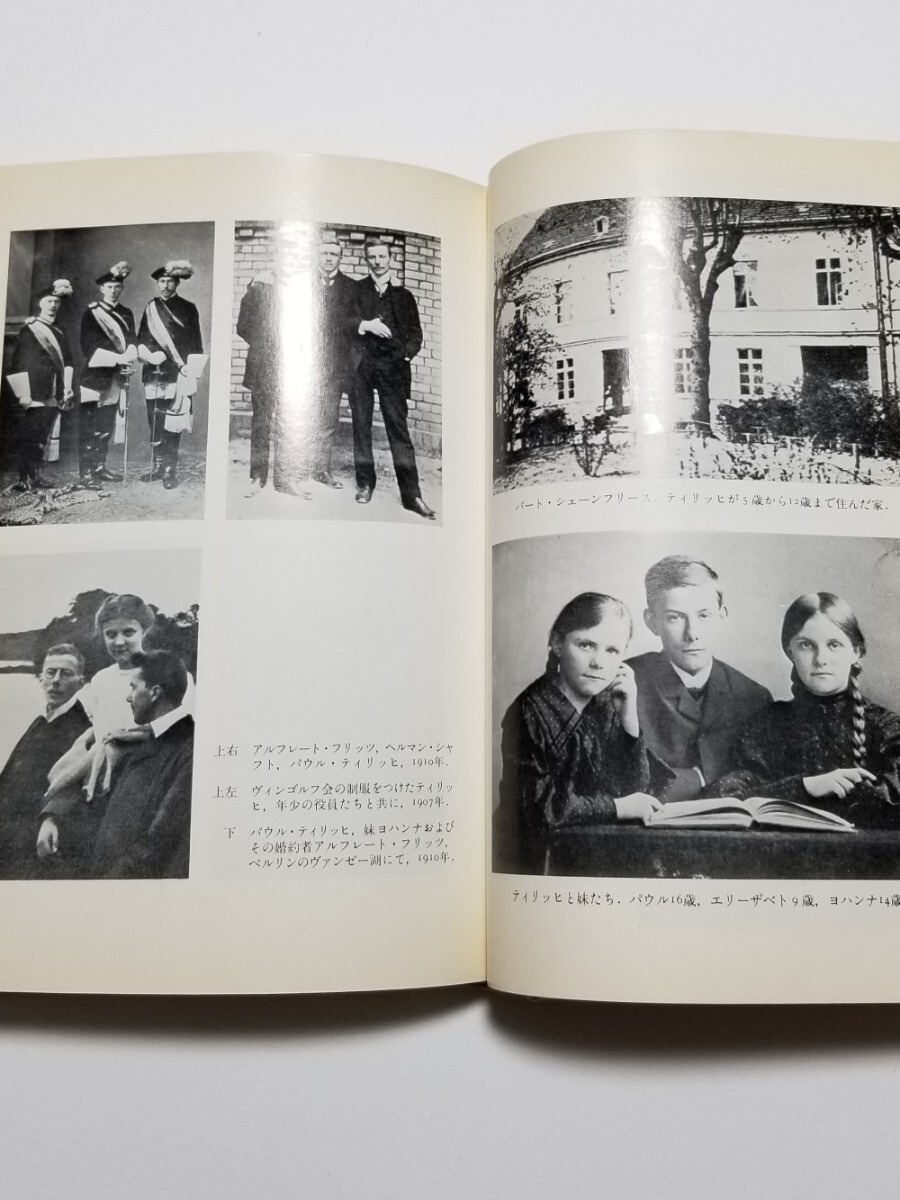 上右 アルフレート・フリッツ，ヘルマン・シャ
フト，パウル・ティリッヒ，1910年．
上左 ヴィンゴルフ会の制服をつけたティリッ
ヒ，年少の役員たちと共に，1907年．
下 パウル・ティリッヒ，妹ヨハンナおよび
その婚約者アルフレート・フリッツ，
ベルリンのヴァンゼー湖にて，1910年．
バート・シェーンフリース．ティリッヒが5歳から12歳まで住んだ家．
ティリッヒと妹たち．パウル16歳，エリーザベト9歳，ヨハンナ14歳